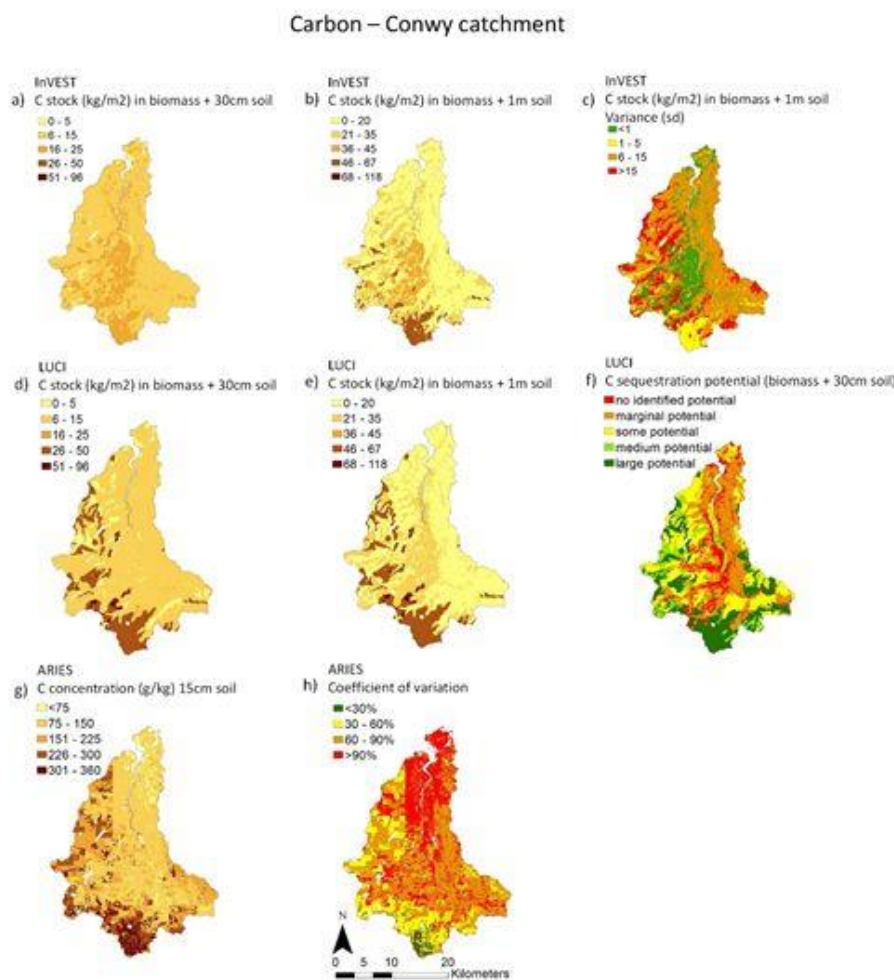 Carbon – Conwy catchment
InVEST
a) C stock (kg/m2) in biomass + 30cm soil
0 - 5
6 - 15
16 - 25
26 - 50
51 - 96
InVEST
b) C stock (kg/m2) in biomass + 1m soil
0 - 20
21 - 35
36 - 45
46 - 67
68 - 118
InVEST
c) C stock (kg/m2) in biomass + 1m soil
Variance (sd)
<1
1 - 5
6 - 15
>15
LUCI
d) C stock (kg/m2) in biomass + 30cm soil
0 - 5
6 - 15
16 - 25
26 - 50
51 - 96
LUCI
e) C stock (kg/m2) in biomass + 1m soil
0 - 20
21 - 35
36 - 45
46 - 67
68 - 118
LUCI
f) C sequestration potential (biomass + 30cm soil)
no identified potential
marginal potential
some potential
medium potential
large potential
ARIES
g) C concentration (g/kg) 15cm soil
<75
75 - 150
151 - 225
226 - 300
301 - 360
ARIES
h) Coefficient of variation
<30%
30 - 60%
60 - 90%
>90%
N
0 5 10 20
Kilometers